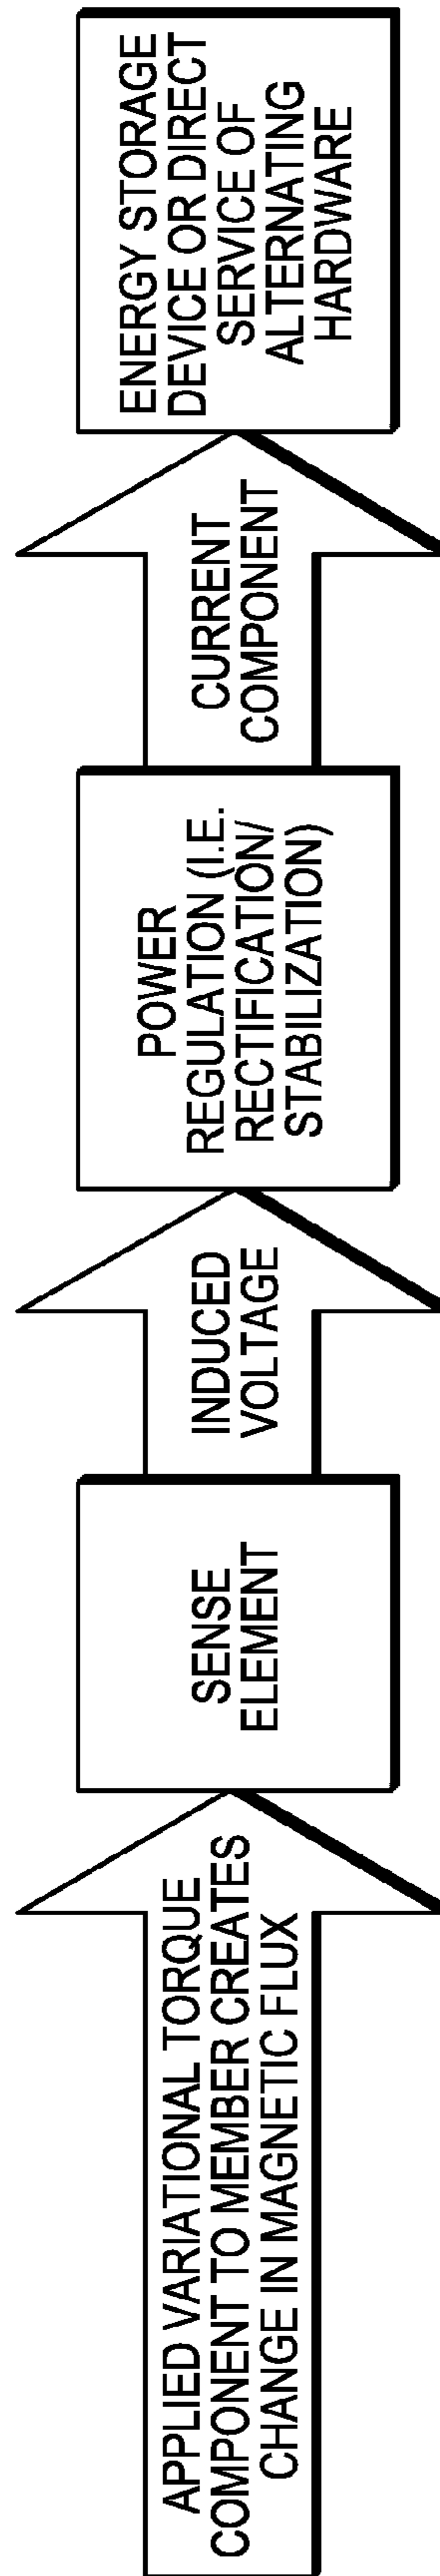 APPLIED VARIATIONAL TORQUE
COMPONENT TO MEMBER CREATES
CHANGE IN MAGNETIC FLUX
SENSE
ELEMENT
INDUCED
VOLTAGE
POWER
REGULATION (I.E.
RECTIFICATION/
STABILIZATION)
CURRENT
COMPONENT
ENERGY STORAGE
DEVICE OR DIRECT
SERVICE OF
ALTERNATING
HARDWARE